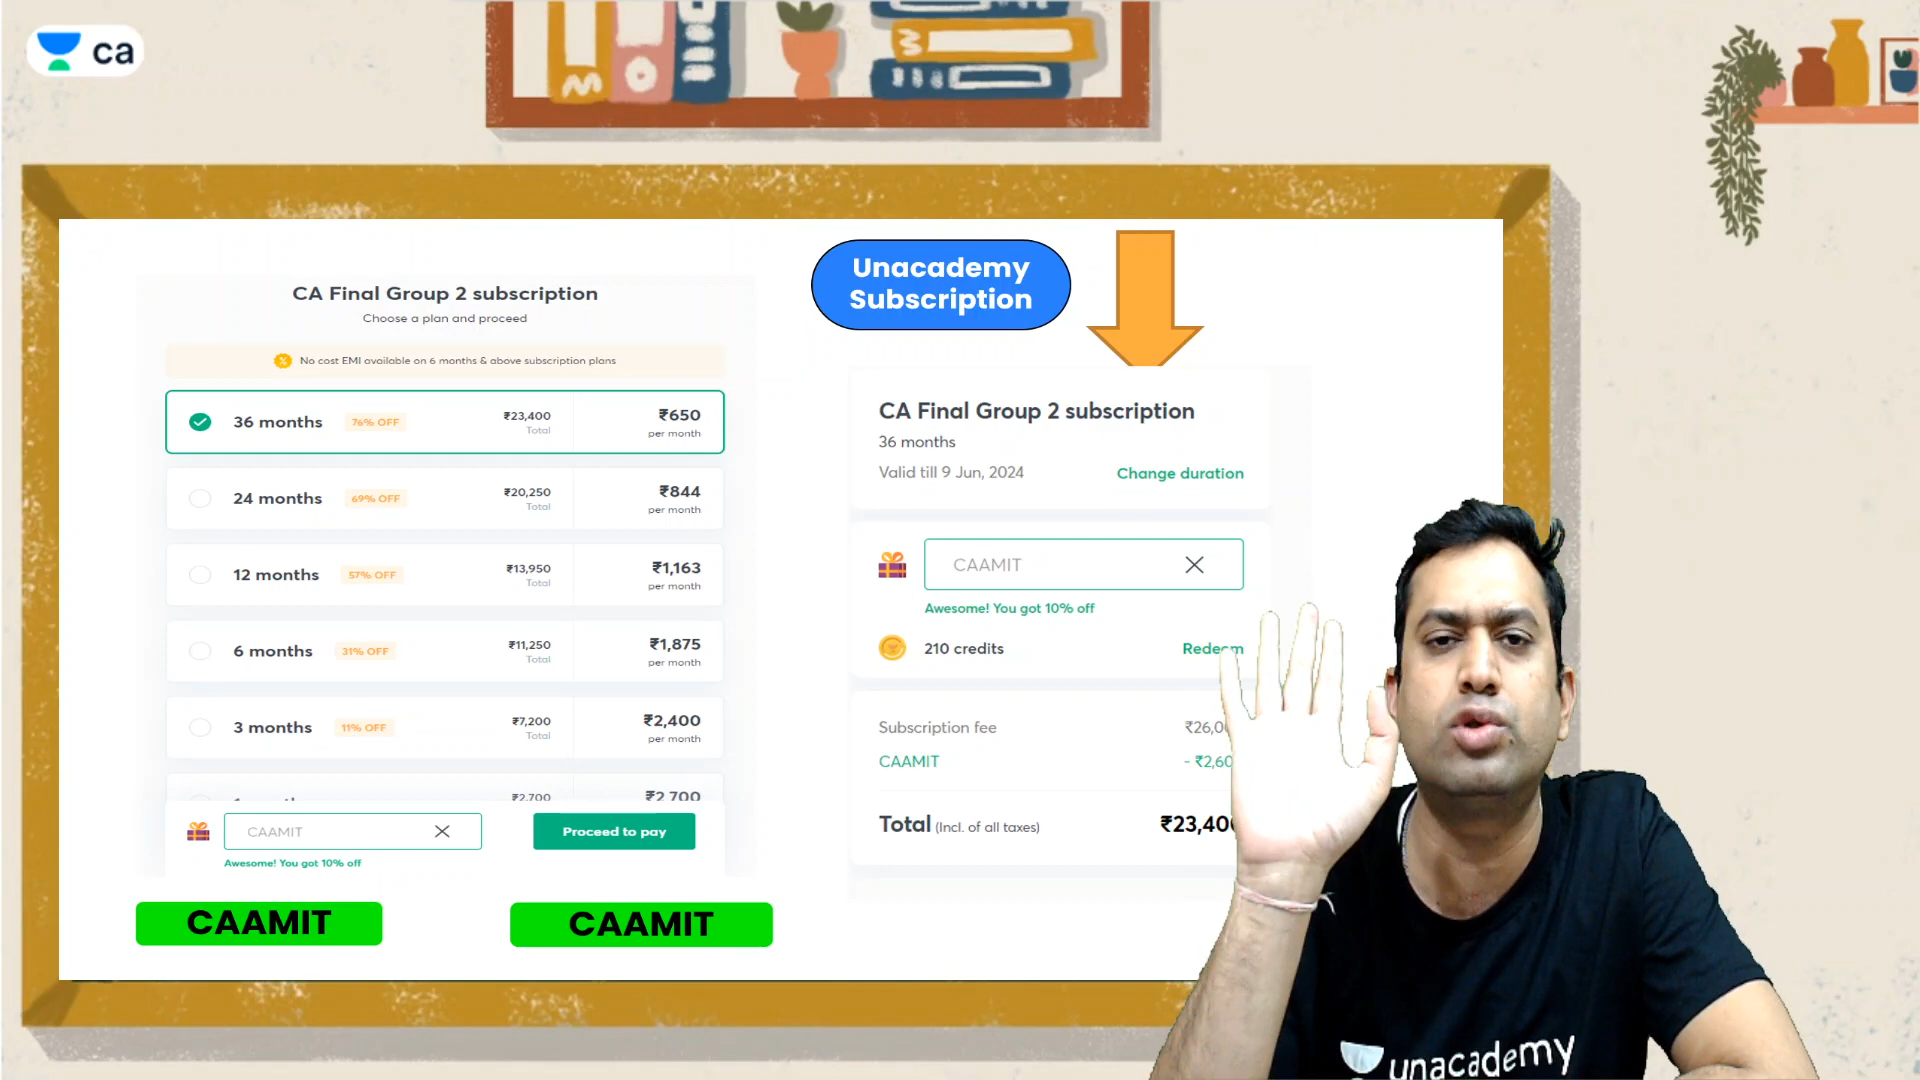 ca
CA Final Group 2 subscription
Choose a plan and proceed
No cost EMI available on 6 months & above subscription plans
36 months 76% OFF ₹23,400 Total ₹650 per month
24 months 69% OFF ₹20,250 Total ₹844 per month
12 months 57% OFF ₹13,950 Total ₹1,163 per month
6 months 31% OFF ₹11,250 Total ₹1,875 per month
3 months 11% OFF ₹7,200 Total ₹2,400 per month
₹2,700 ₹2,700
CAAMIT Proceed to pay
Awesome! You got 10% off
CAAMIT CAAMIT
Unacademy
Subscription
CA Final Group 2 subscription
36 months
Valid till 9 Jun, 2024 Change duration
CAAMIT
Awesome! You got 10% off
210 credits Redeem
Subscription fee
CAAMIT
Total (Incl. of all taxes)
unacademy